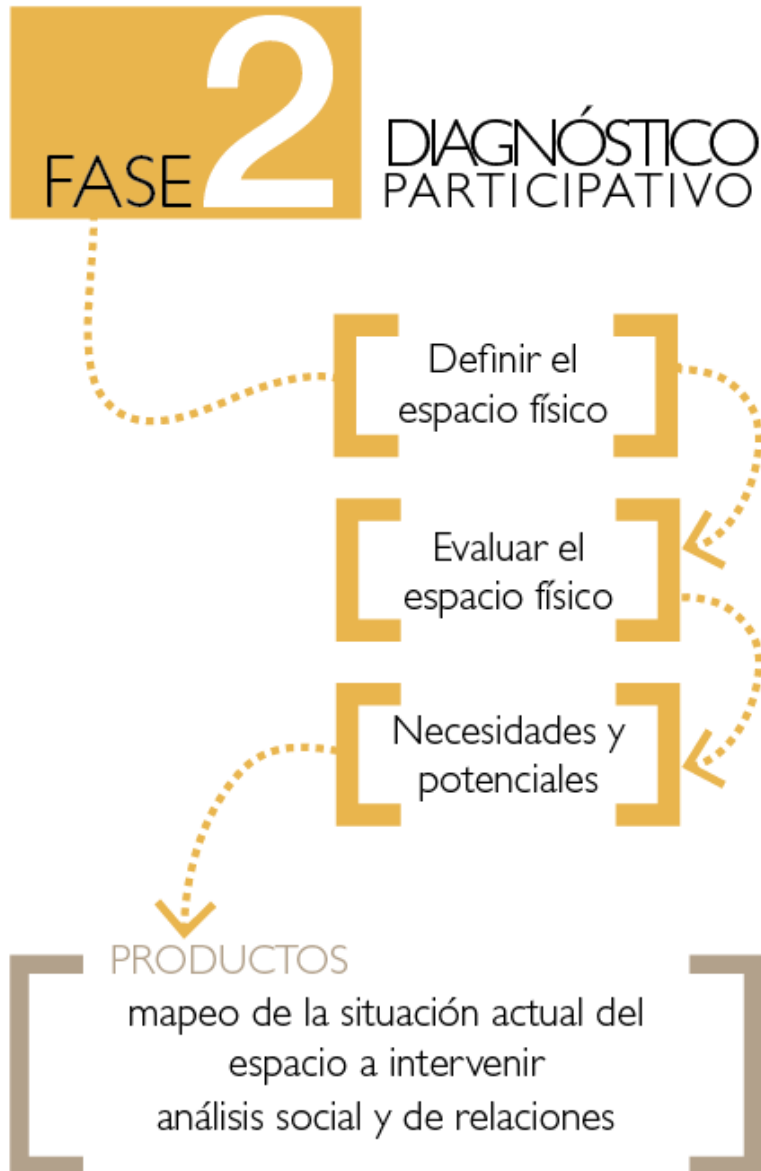 FASE 2
DIAGNÓSTICO
PARTICIPATIVO
Definir el
espacio físico
Evaluar el
espacio físico
Necesidades y
potenciales
PRODUCTOS
mapeo de la situación actual del
espacio a intervenir
análisis social y de relaciones